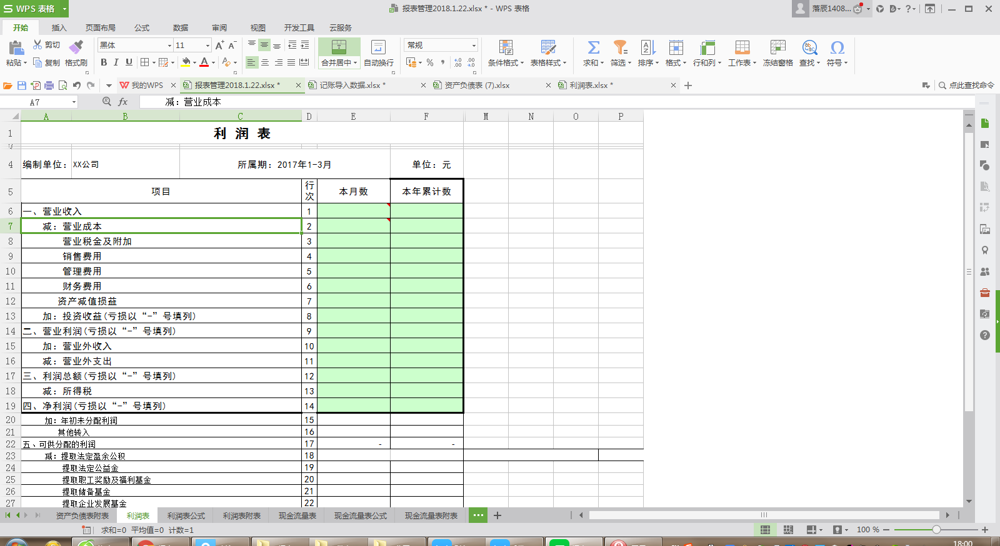 S WPS 表格
报表管理2018.1.22.xlsx * - WPS 表格
落辰1408...
开始 插入 页面布局 公式 数据 审阅 视图 开发工具 云服务
粘贴 剪切 复制 格式刷
黑体 11
B I U
合并居中 自动换行
常规
条件格式 表格样式 求和 筛选 排序 格式 行和列 工作表 冻结窗格 查找 符号
我的WPS 报表管理2018.1.22.xlsx * 记账导入数据.xlsx * 资产负债表 (7).xlsx 利润表.xlsx * 点此查找命令
A7 fx 减：营业成本
A B C D E F M N O P
1 利 润 表
4 编制单位：XX公司 所属期：2017年1-3月 单位：元
5 项目 行次 本月数 本年累计数
6 一、营业收入 1
7 减：营业成本 2
8 营业税金及附加 3
9 销售费用 4
10 管理费用 5
11 财务费用 6
12 资产减值损益 7
13 加：投资收益(亏损以“-”号填列) 8
14 二、营业利润(亏损以“-”号填列) 9
15 加：营业外收入 10
16 减：营业外支出 11
17 三、利润总额(亏损以“-”号填列) 12
18 减：所得税 13
19 四、净利润(亏损以“-”号填列) 14
20 加：年初未分配利润 15
21 其他转入 16
22 五、可供分配的利润 17 - -
23 减：提取法定盈余公积 18
24 提取法定公益金 19
25 提取职工奖励及福利基金 20
26 提取储备基金 21
27 提取企业发展基金 22
资产负债表附表 利润表 利润表公式 利润表附表 现金流量表 现金流量表公式 现金流量表附表 ···
求和=0 平均值=0 计数=1
100 %
18:00